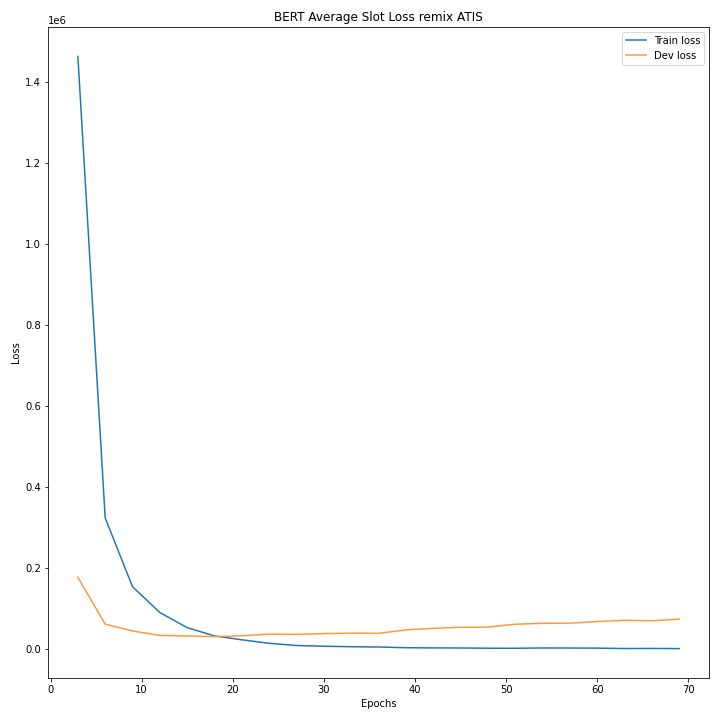 BERT Average Slot Loss remix ATIS
1e6
Train loss
Dev loss
1.4
1.2
1.0
0.8
0.6
0.4
0.2
0.0
Loss
0 10 20 30 40 50 60 70
Epochs